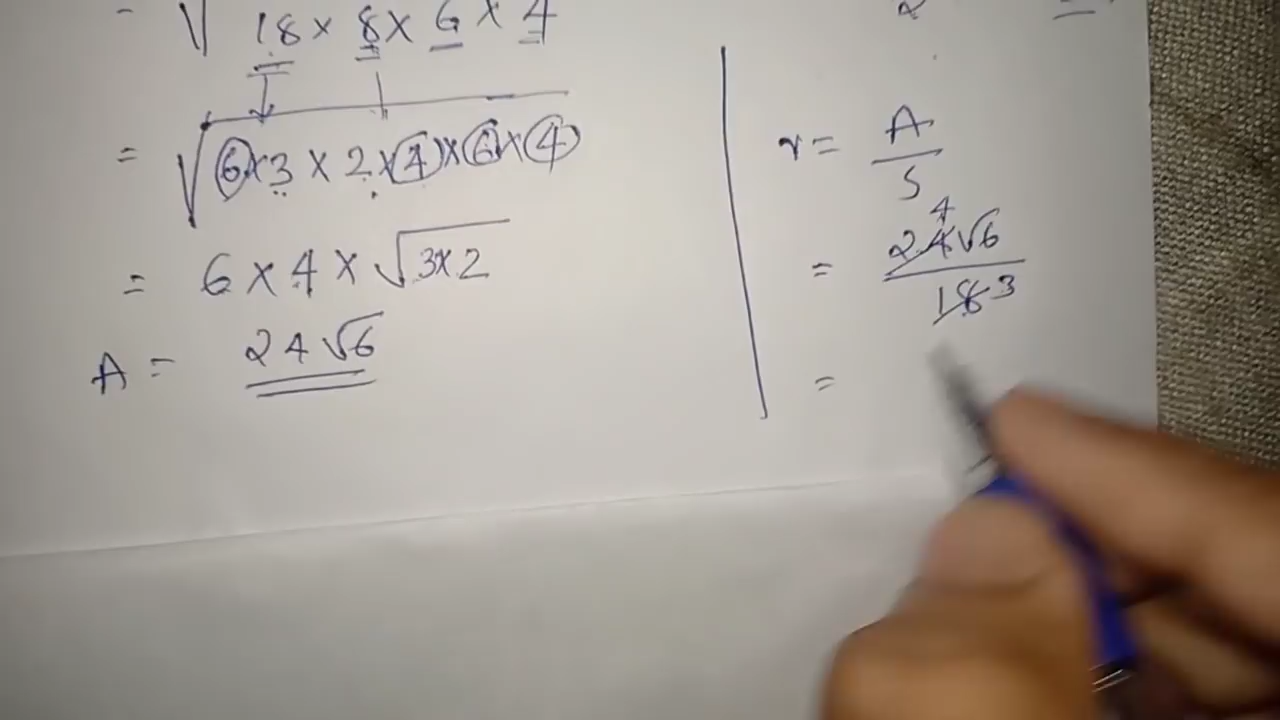 = √ 18 × 8 × 6 × 4
= √ 6 × 3 × 2 × 4 × 6 × 4
= 6 × 4 × √ 3 × 2
A = 24 √6
2
r = A / S
= 24 √6 / 18 4 3
=